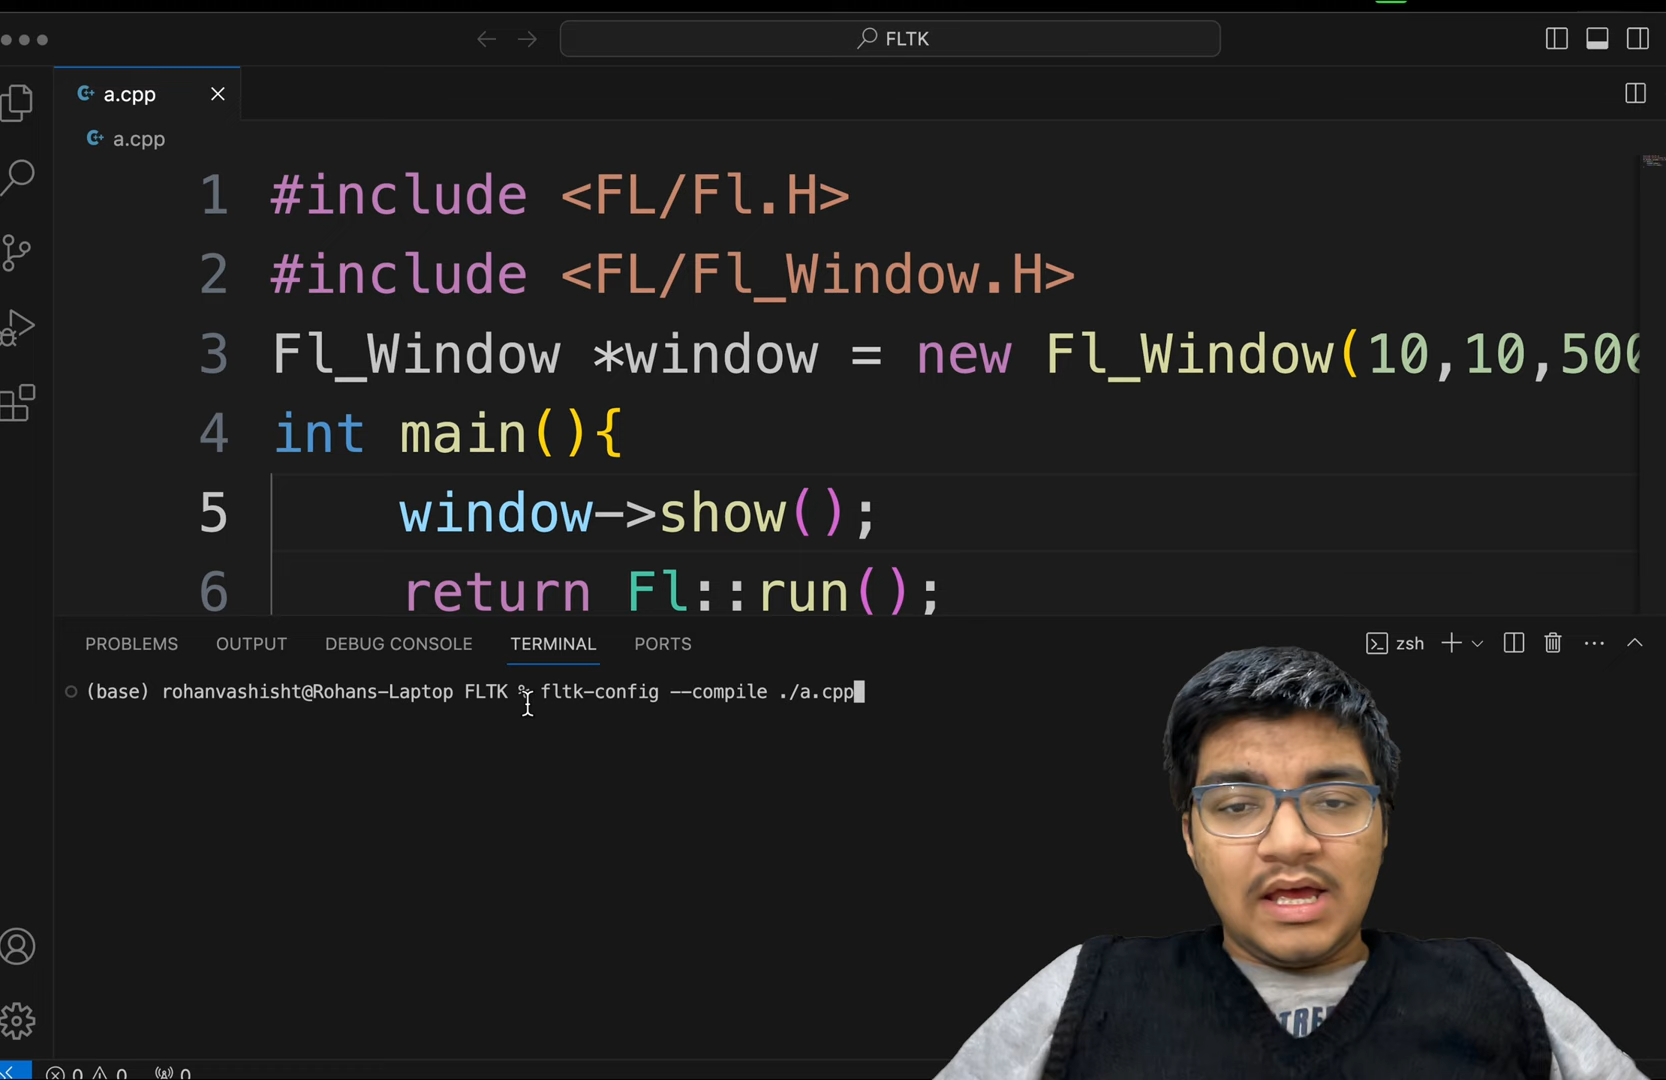 FLTK
a.cpp
a.cpp
1 #include <FL/Fl.H>
2 #include <FL/Fl_Window.H>
3 Fl_Window *window = new Fl_Window(10,10,500
4 int main(){
5 window->show();
6 return Fl::run();
PROBLEMS OUTPUT DEBUG CONSOLE TERMINAL PORTS zsh
(base) rohanvashisht@Rohans-Laptop FLTK % fltk-config --compile ./a.cpp
0 0 0